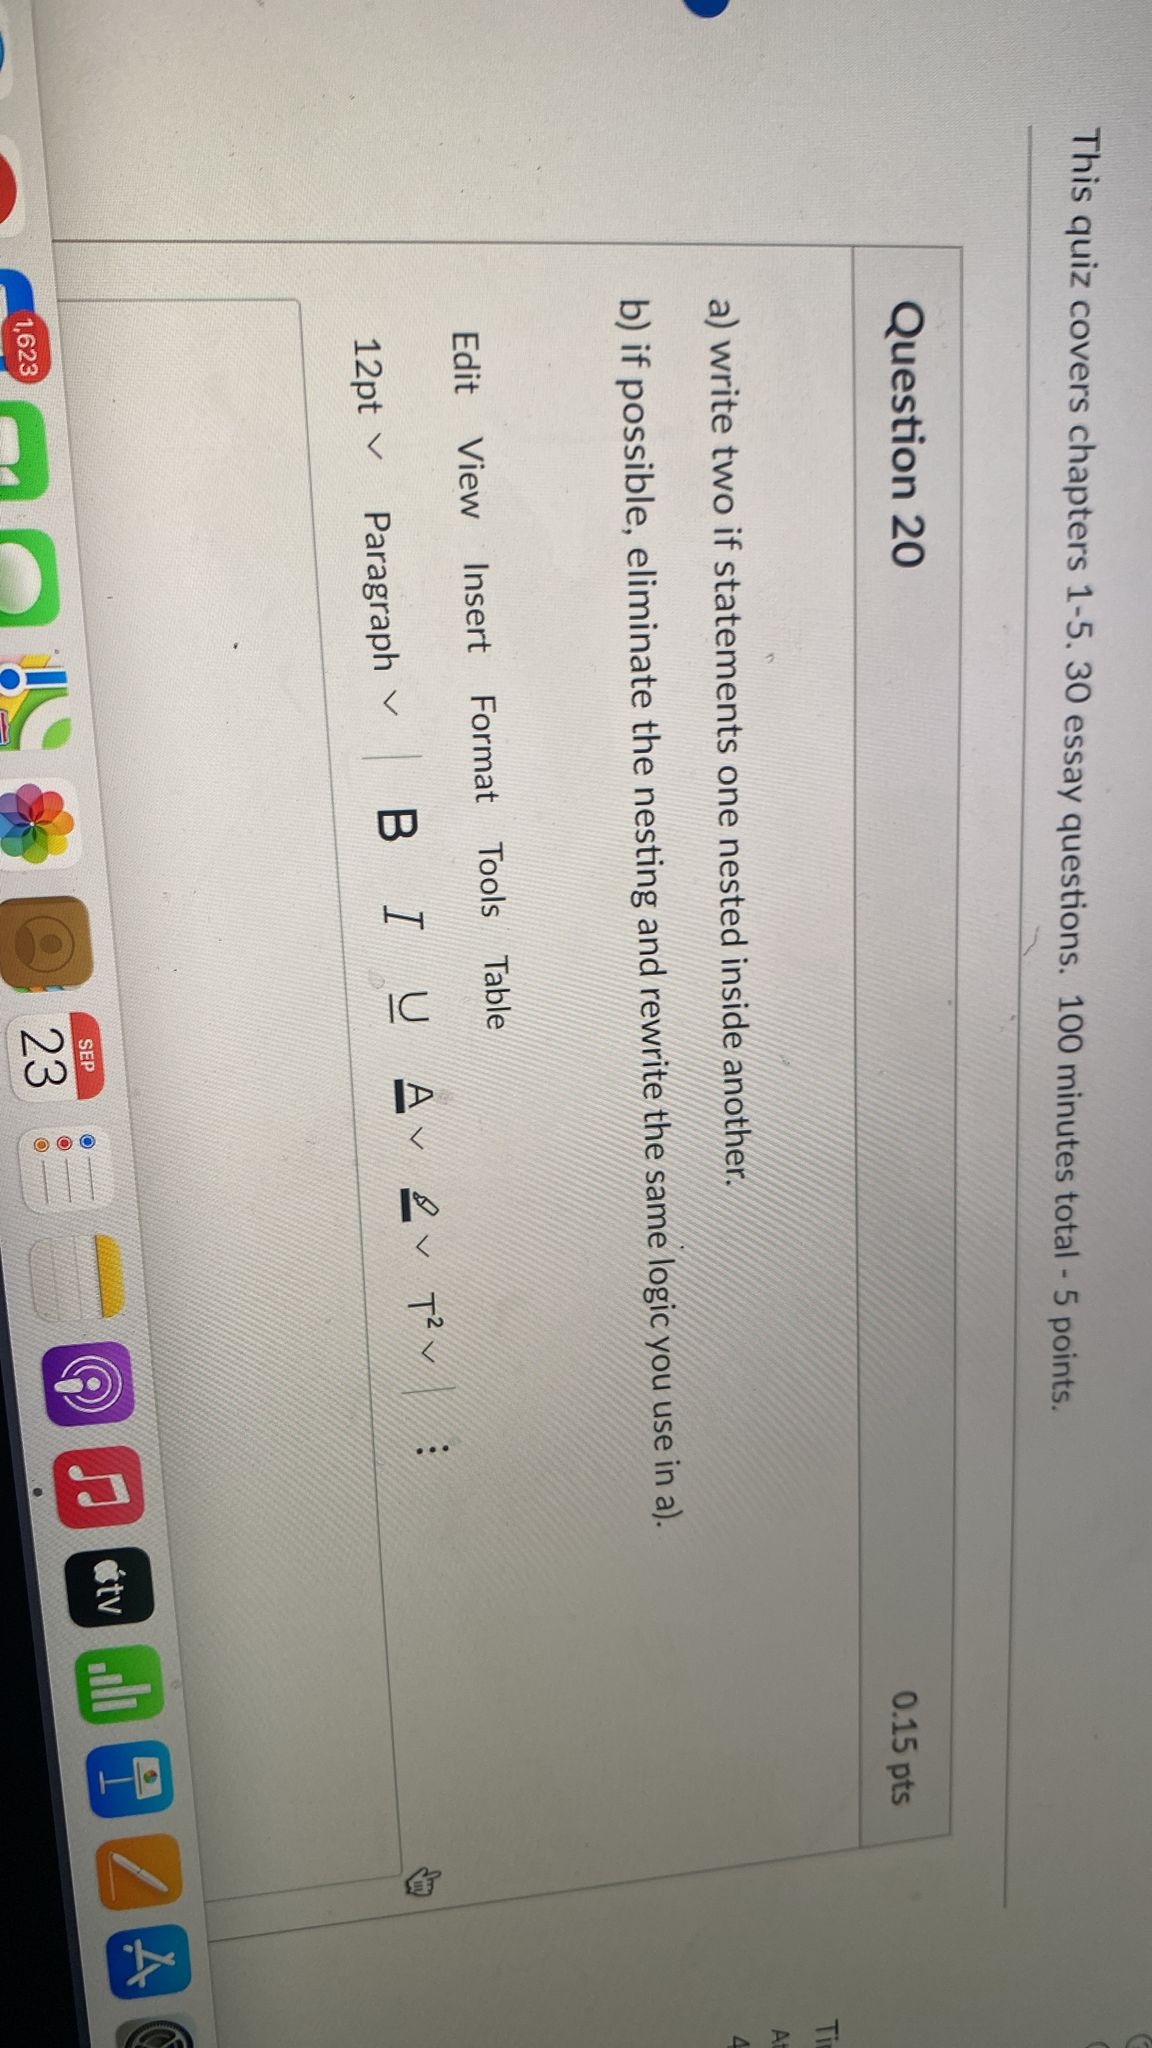 This quiz covers chapters 1-5. 30 essay questions. 100 minutes total - 5 points.
Question 20
0.15 pts
a) write two if statements one nested inside another.
b) if possible, eliminate the nesting and rewrite the same logic you use in a).
Edit View Insert Format Tools Table
12pt Paragraph B I U A T²
1,623
SEP
23
tv